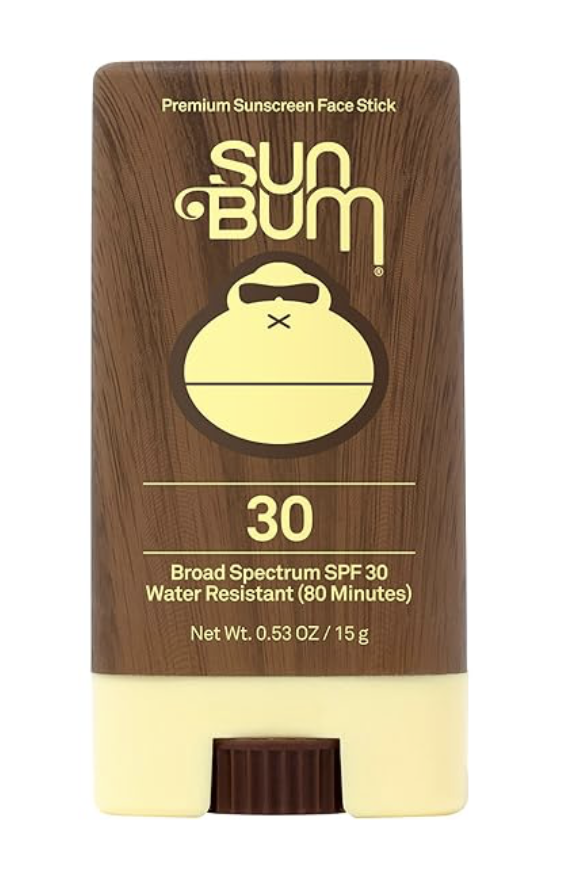 Premium Sunscreen Face Stick
Sun
Bum®
30
Broad Spectrum SPF 30
Water Resistant (80 Minutes)
Net Wt. 0.53 OZ / 15 g